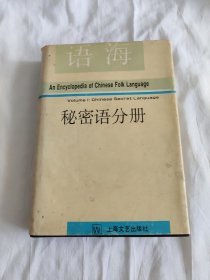 语海
An Encyclopedia of Chinese Folk Language
Volume I: Chinese Secret Language
秘密语分册
上海文艺出版社